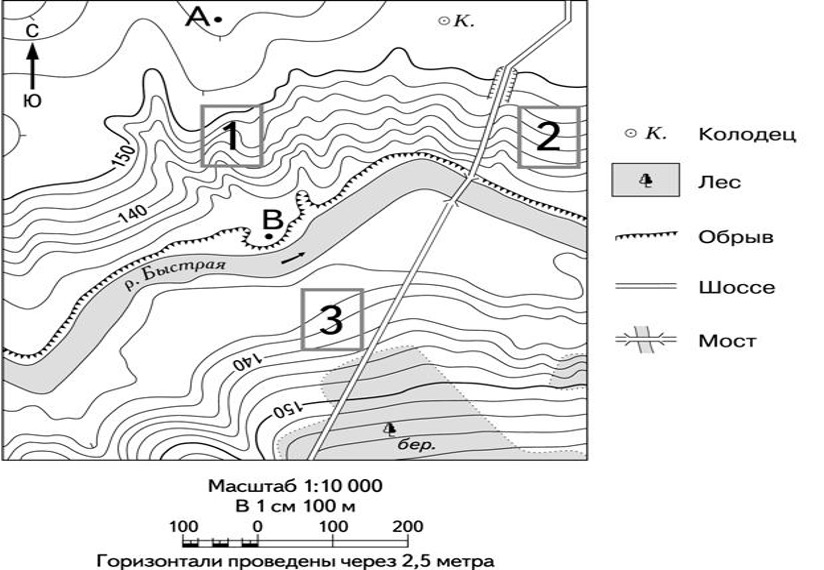 А
К.
С
Ю
1
2
150
140
В
р. Быстрая
3
140
150
бер.
К. Колодец
Лес
Обрыв
Шоссе
Мост
Масштаб 1:10 000
В 1 см 100 м
100 0 100 200
Горизонтали проведены через 2,5 метра